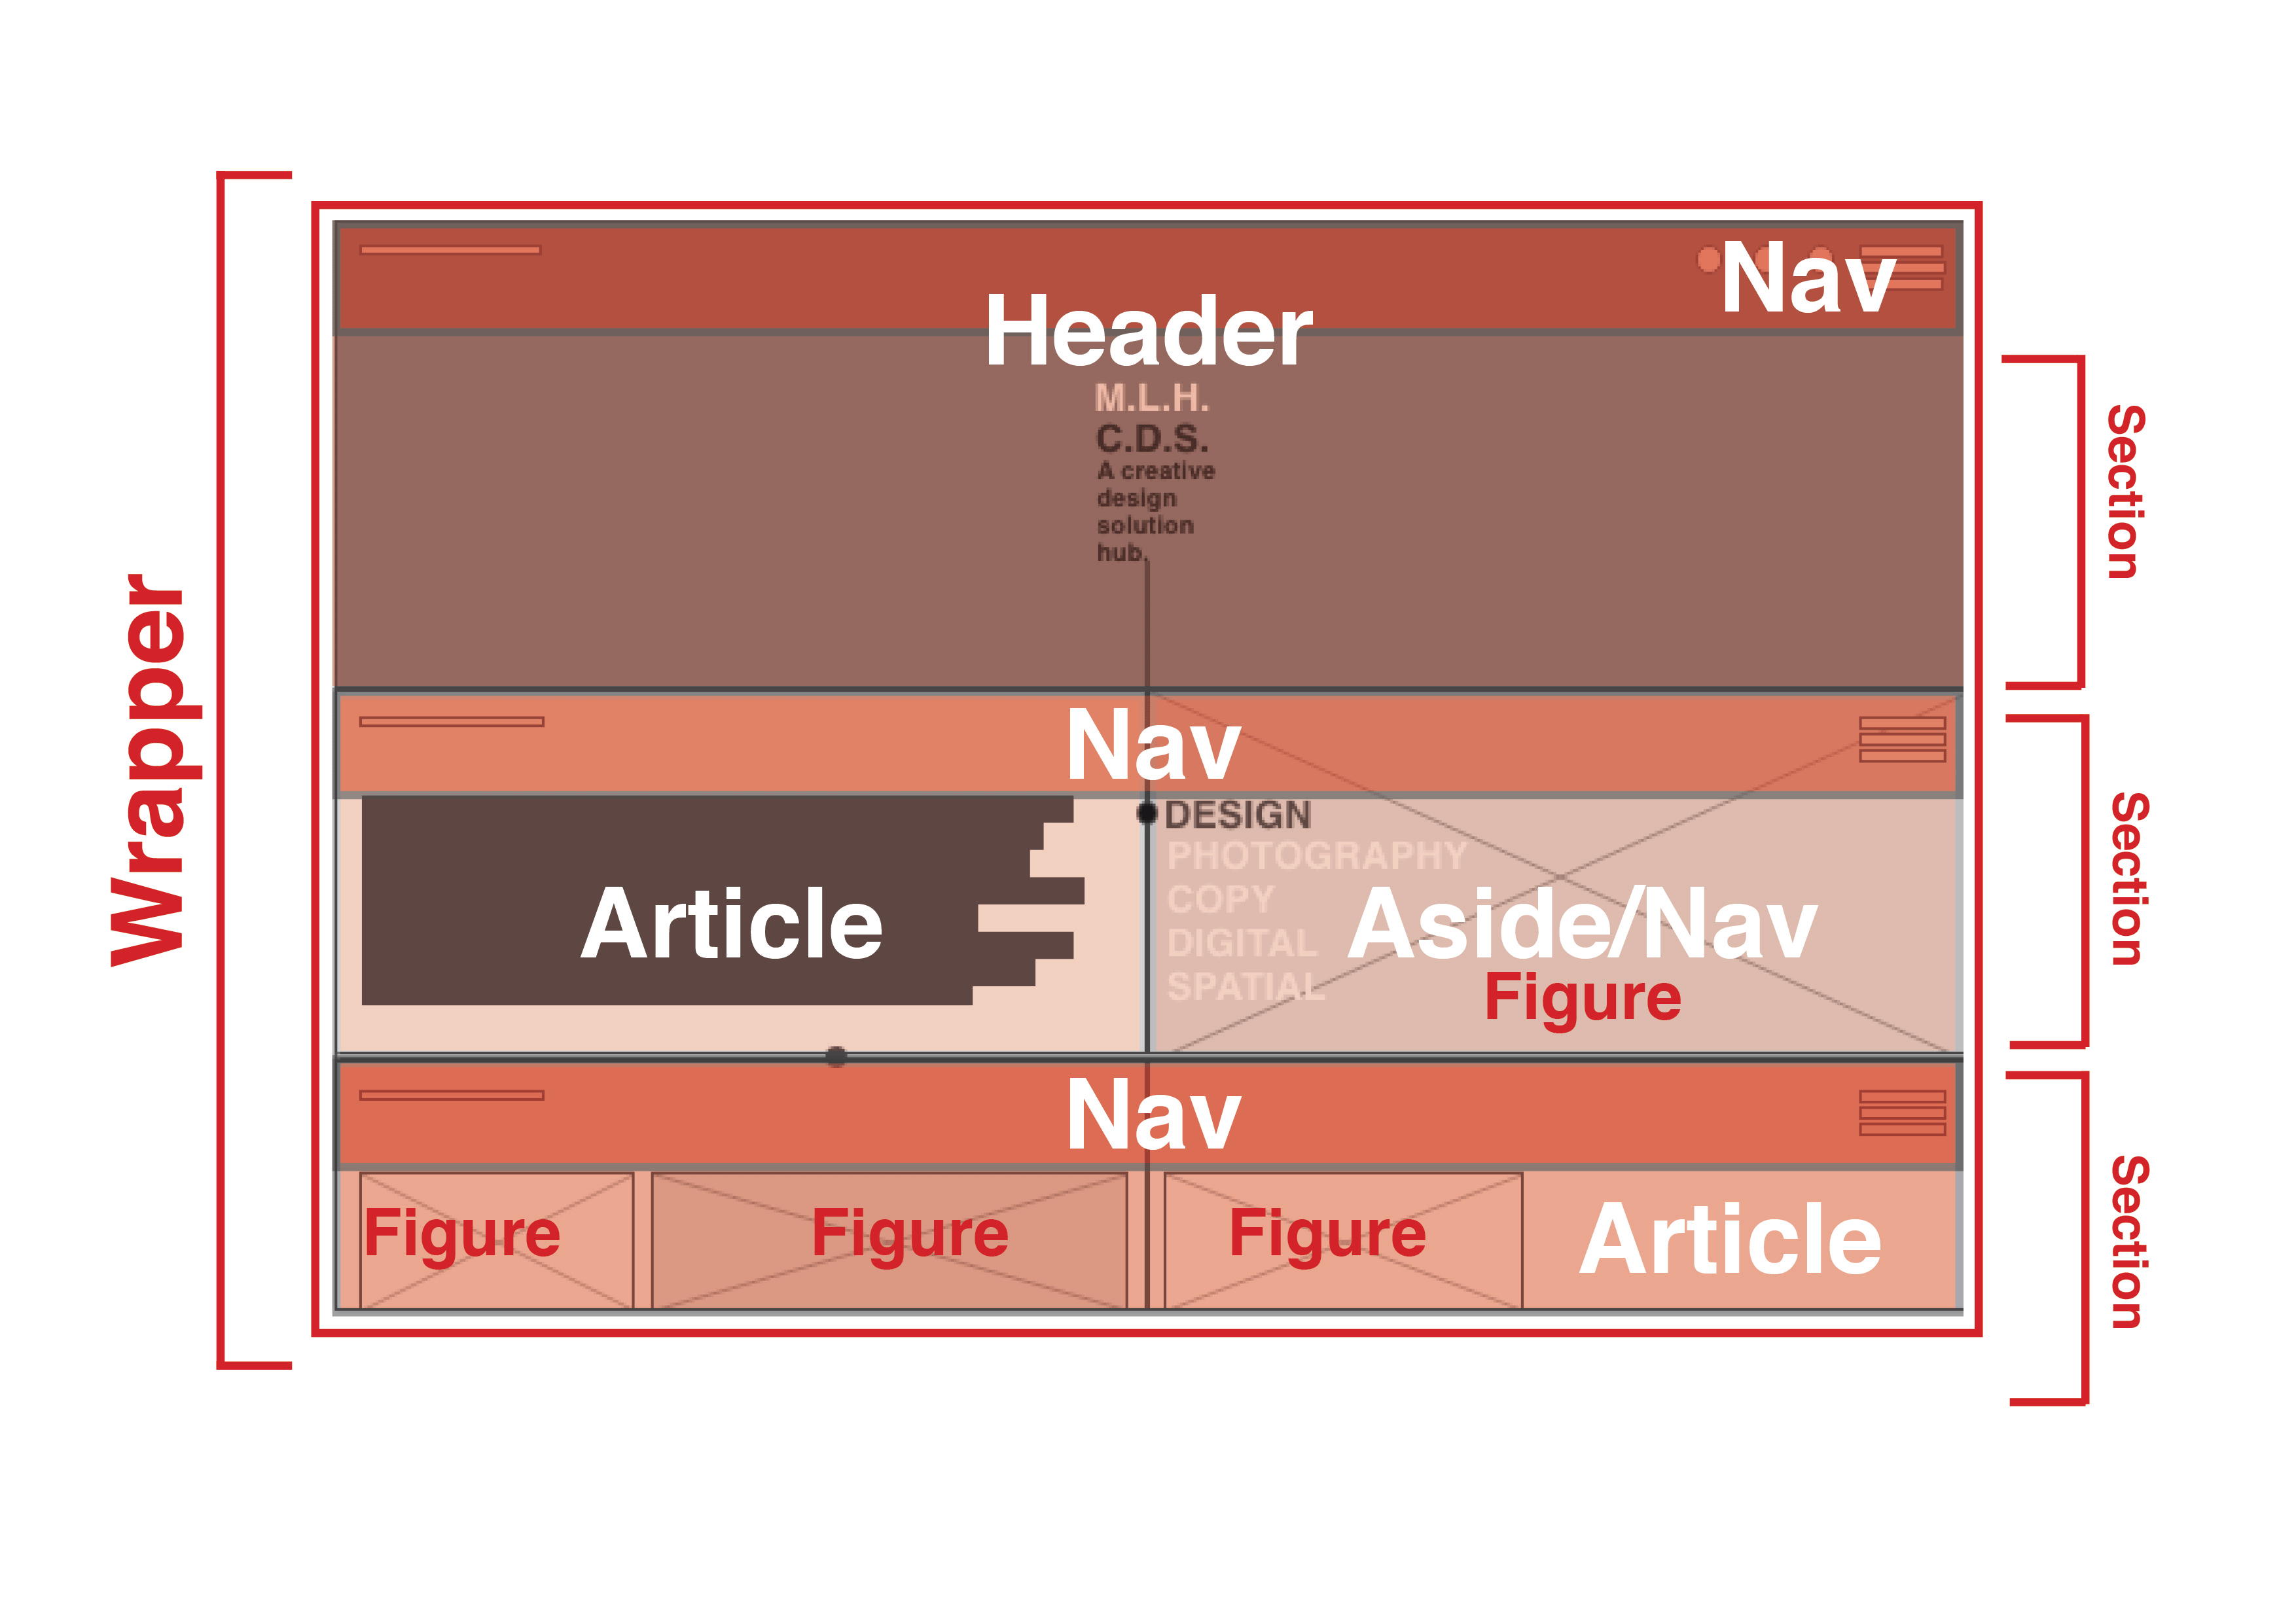 Nav
Header
M.L.H.
C.D.S.
A creative
design
solution
hub.
Section
Wrapper
Nav
DESIGN
PHOTOGRAPHY
COPY
DIGITAL
SPATIAL
Article
Aside/Nav
Figure
Section
Nav
Figure
Figure
Figure
Article
Section